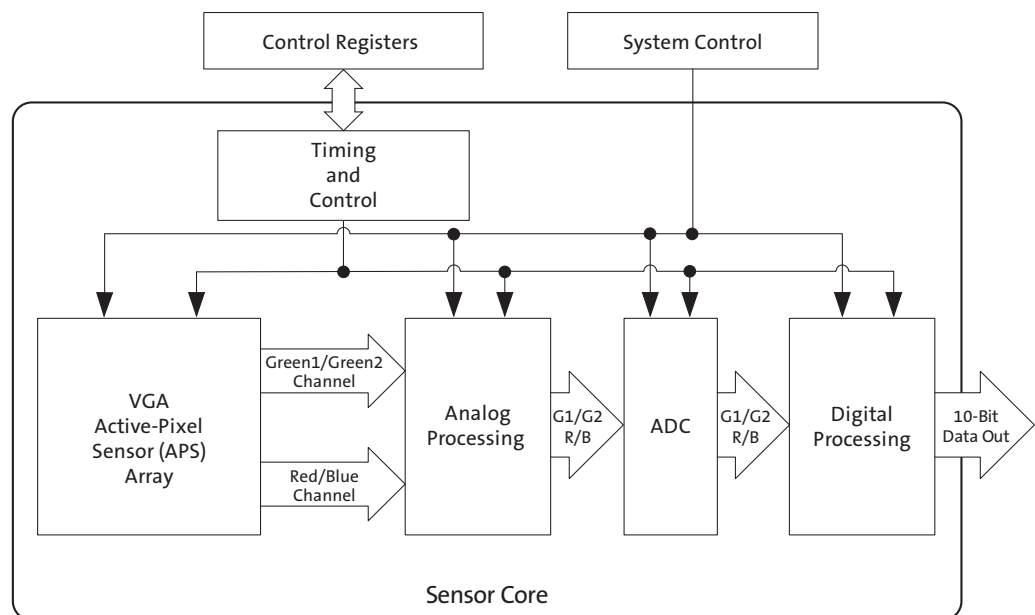 Control Registers
System Control
Timing
and
Control
VGA
Active-Pixel
Sensor (APS)
Array
Green1/Green2
Channel
Red/Blue
Channel
Analog
Processing
G1/G2
R/B
ADC
G1/G2
R/B
Digital
Processing
10-Bit
Data Out
Sensor Core